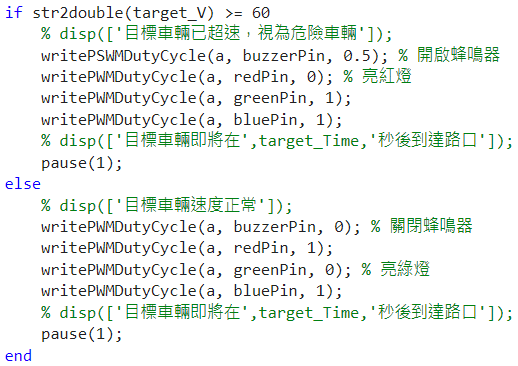 if str2double(target_V) >= 60
    % disp(['目標車輛已超速，視為危險車輛']);
    writePSWMDutyCycle(a, buzzerPin, 0.5); % 開啟蜂鳴器
    writePWMDutyCycle(a, redPin, 0); % 亮紅燈
    writePWMDutyCycle(a, greenPin, 1);
    writePWMDutyCycle(a, bluePin, 1);
    % disp(['目標車輛即將在',target_Time,'秒後到達路口']);
    pause(1);
else
    % disp(['目標車輛速度正常']);
    writePWMDutyCycle(a, buzzerPin, 0); % 關閉蜂鳴器
    writePWMDutyCycle(a, redPin, 1);
    writePWMDutyCycle(a, greenPin, 0); % 亮綠燈
    writePWMDutyCycle(a, bluePin, 1);
    % disp(['目標車輛即將在',target_Time,'秒後到達路口']);
    pause(1);
end